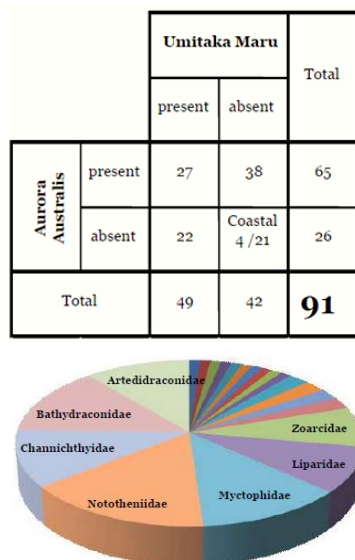 Umitaka Maru
Total
present absent
Aurora Australis
present 27 38 65
absent 22 Coastal 4 /21 26
Total 49 42 91
Artedidraconidae
Bathydraconidae
Zoarcidae
Channichthyidae
Liparidae
Nototheniidae
Myctophidae